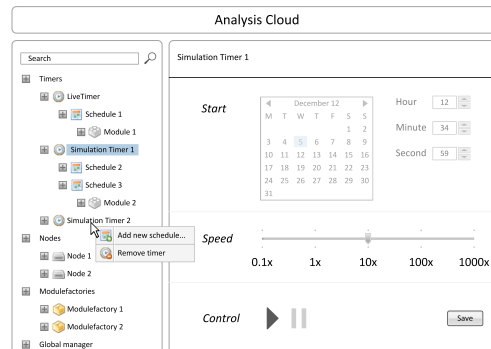 Analysis Cloud
Search
Timers
LiveTimer
Schedule 1
Module 1
Simulation Timer 1
Schedule 2
Schedule 3
Module 2
Simulation Timer 2
Add new schedule...
Remove timer
Nodes
Node 1
Node 2
Modulefactories
Modulefactory 1
Modulefactory 2
Global manager
Simulation Timer 1
Start
December 12
M T W T F S S
1 2
3 4 5 6 7 8 9
10 11 12 13 14 15 16
17 18 19 20 21 22 23
24 25 26 27 28 29 30
31
Hour 12
Minute 34
Second 59
Speed
0.1x 1x 10x 100x 1000x
Control
Save